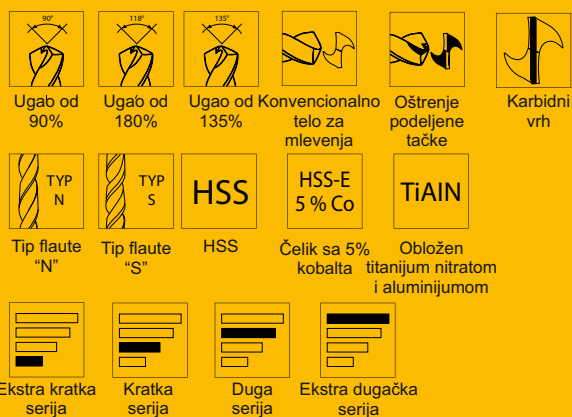 90°
118°
135°
Ugab od
90%
Ugao od
180%
Ugao od
135%
Konvencionalno
telo za
mlevenja
Oštrenje
podeljene
tačke
Karbidni
vrh
TYP
N
TYP
S
HSS
HSS-E
5 % Co
TiAlN
Tip flaute
“N”
Tip flaute
“S”
HSS
Čelik sa 5%
kobalta
Obložen
titanijum nitratom
i aluminijumom
Ekstra kratka
serija
Kratka
serija
Duga
serija
Ekstra dugačka
serija